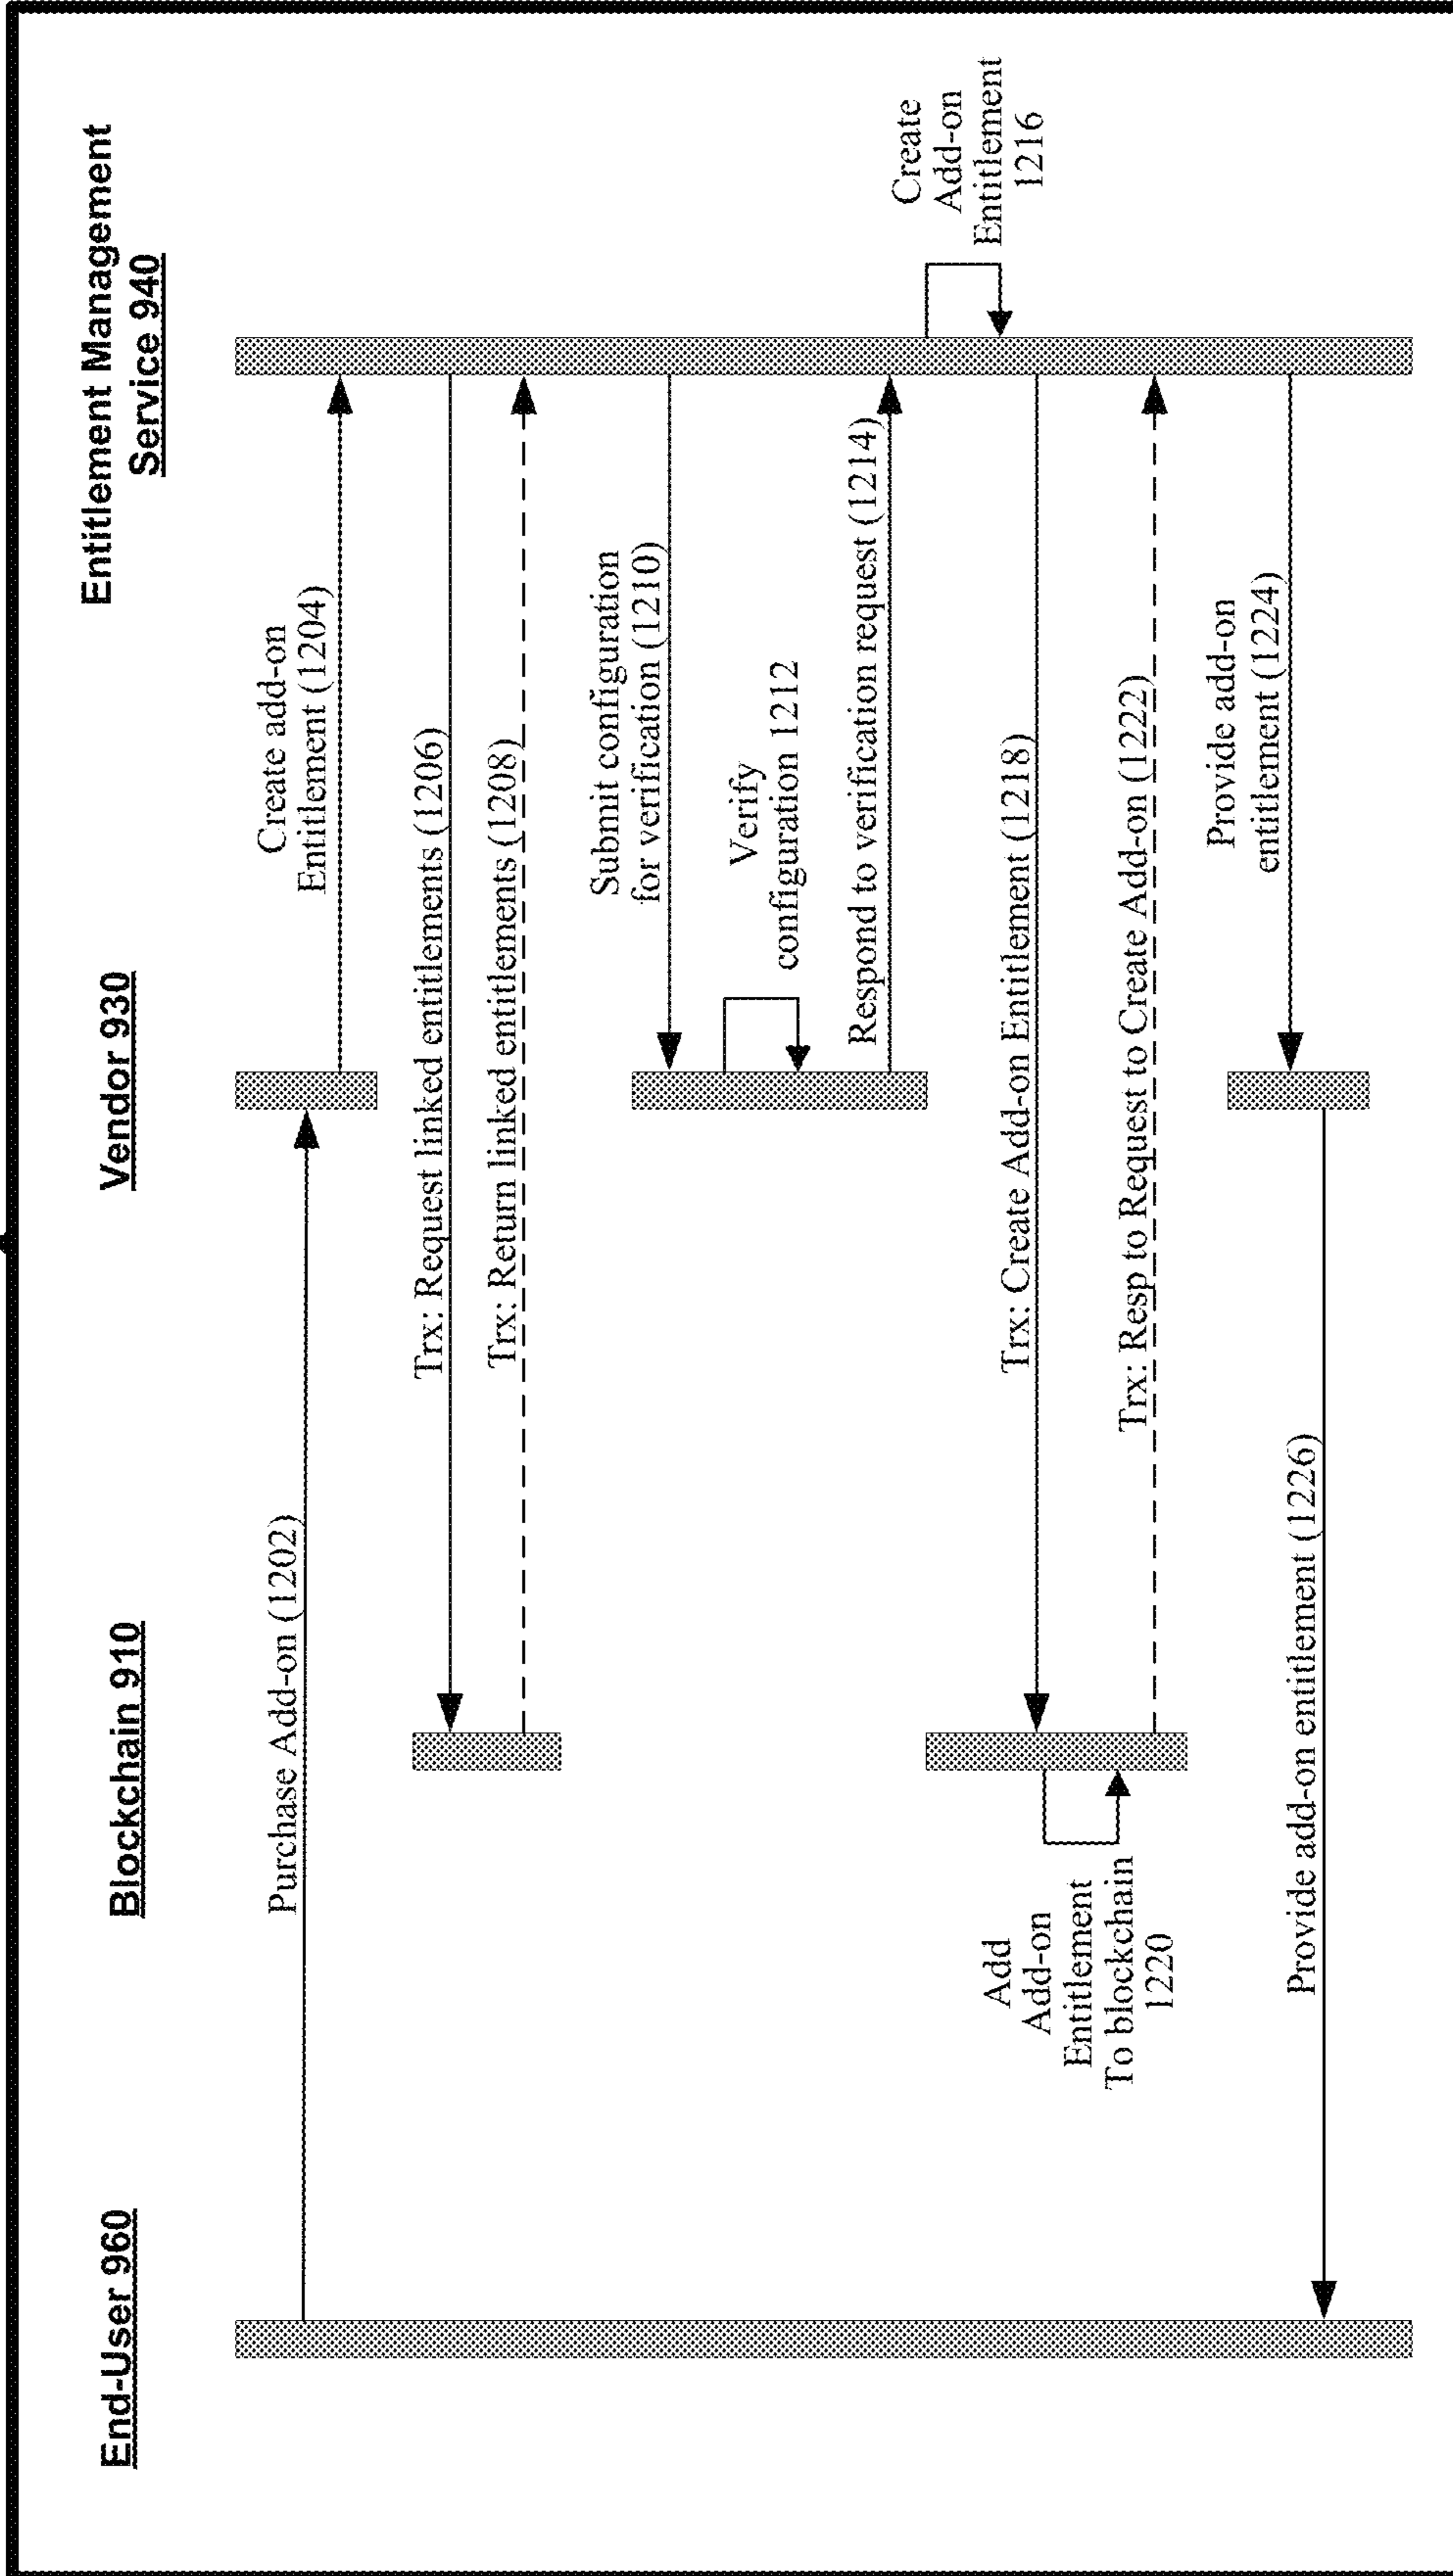 End-User 960
Blockchain 910
Vendor 930
Entitlement Management
Service 940
Purchase Add-on (1202)
Create add-on
Entitlement (1204)
Trx: Request linked entitlements (1206)
Trx: Return linked entitlements (1208)
Submit configuration
for verification (1210)
Verify
configuration 1212
Respond to verification request (1214)
Create
Add-on
Entitlement
1216
Trx: Create Add-on Entitlement (1218)
Add
Add-on
Entitlement
To blockchain
1220
Trx: Resp to Request to Create Add-on (1222)
Provide add-on
entitlement (1224)
Provide add-on entitlement (1226)